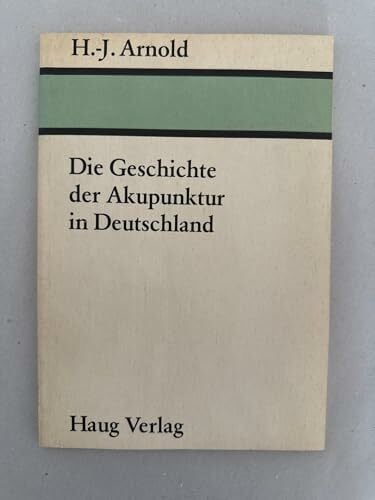 H.-J. Arnold
Die Geschichte
der Akupunktur
in Deutschland
Haug Verlag